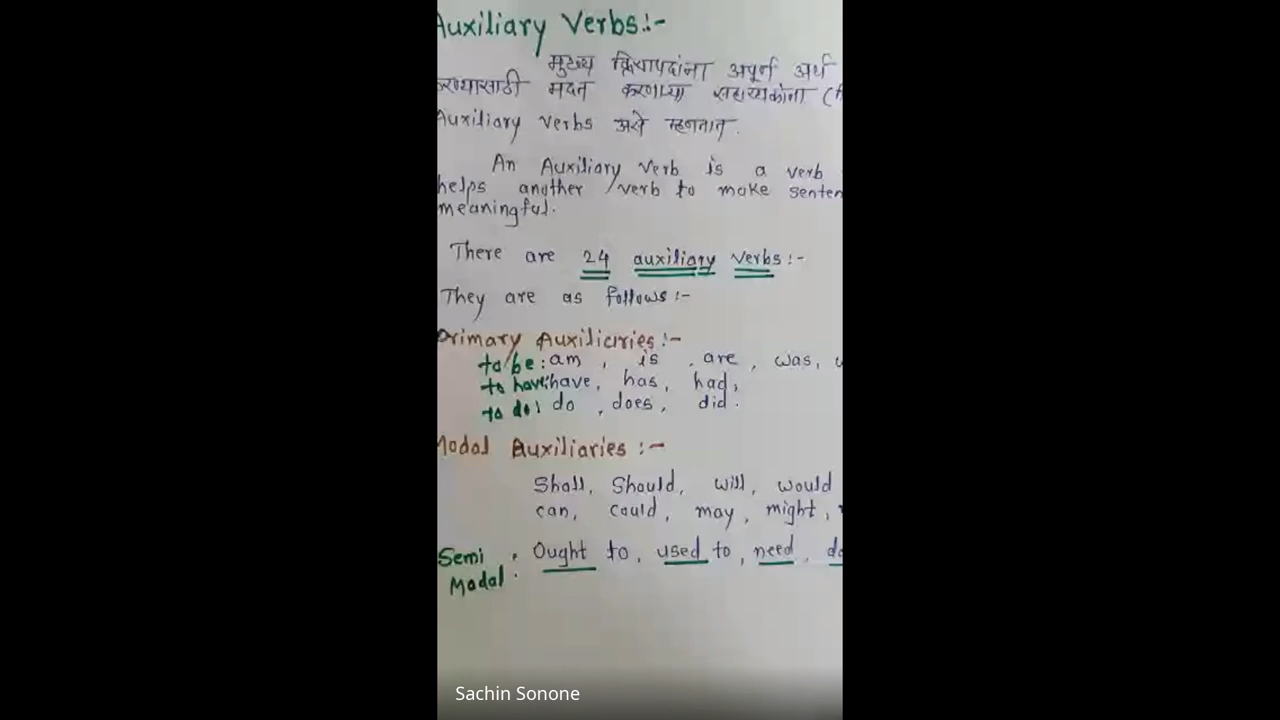 Auxiliary Verbs:-
मुख्य क्रियापदांना अपूर्ण अर्थ
करण्यासाठी मदत करणाऱ्या सहाय्यकांना
Auxiliary verbs असे म्हणतात.
An Auxiliary verb is a verb
helps another verb to make senten
meaningful.
There are 24 auxiliary verbs:-
They are as follows:-
Primary Auxiliaries:-
to be: am, is, are, was,
to have: have, has, had,
to do: do, does, did.
Modal Auxiliaries:-
Shall, Should, will, would
can, could, may, might,
Semi Modal: Ought to, used to, need,
Sachin Sonone